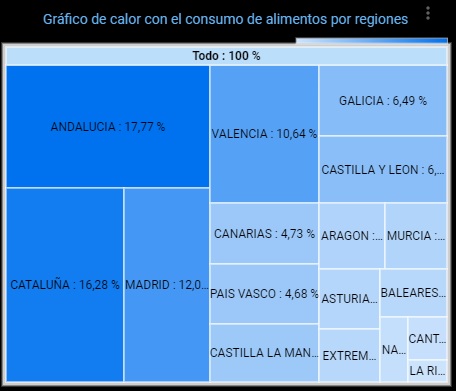 Gráfico de calor con el consumo de alimentos por regiones
Todo : 100 %
ANDALUCIA : 17,77 %
VALENCIA : 10,64 %
GALICIA : 6,49 %
CASTILLA Y LEON : 6,...
CATALUÑA : 16,28 %
MADRID : 12,0...
CANARIAS : 4,73 %
ARAGON :...
MURCIA :...
PAIS VASCO : 4,68 %
ASTURIA...
BALEARES...
CASTILLA LA MAN...
EXTREM...
NA...
CANT...
LA RI...